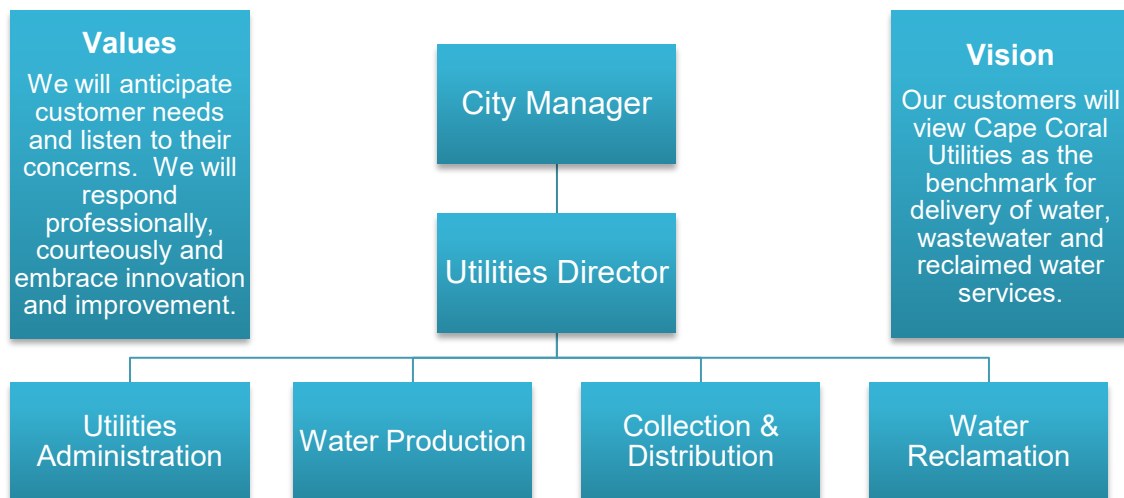 Values
We will anticipate
customer needs
and listen to their
concerns.  We will
respond
professionally,
courteously and
embrace innovation
and improvement.
City Manager
Utilities Director
Vision
Our customers will
view Cape Coral
Utilities as the
benchmark for
delivery of water,
wastewater and
reclaimed water
services.
Utilities
Administration
Water Production
Collection &
Distribution
Water
Reclamation